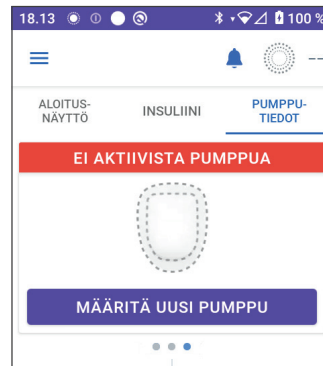 18.13 100 %
--
ALOITUS-
NÄYTTÖ
INSULIINI
PUMPPU-
TIEDOT
EI AKTIIVISTA PUMPPUA
MÄÄRITÄ UUSI PUMPPU